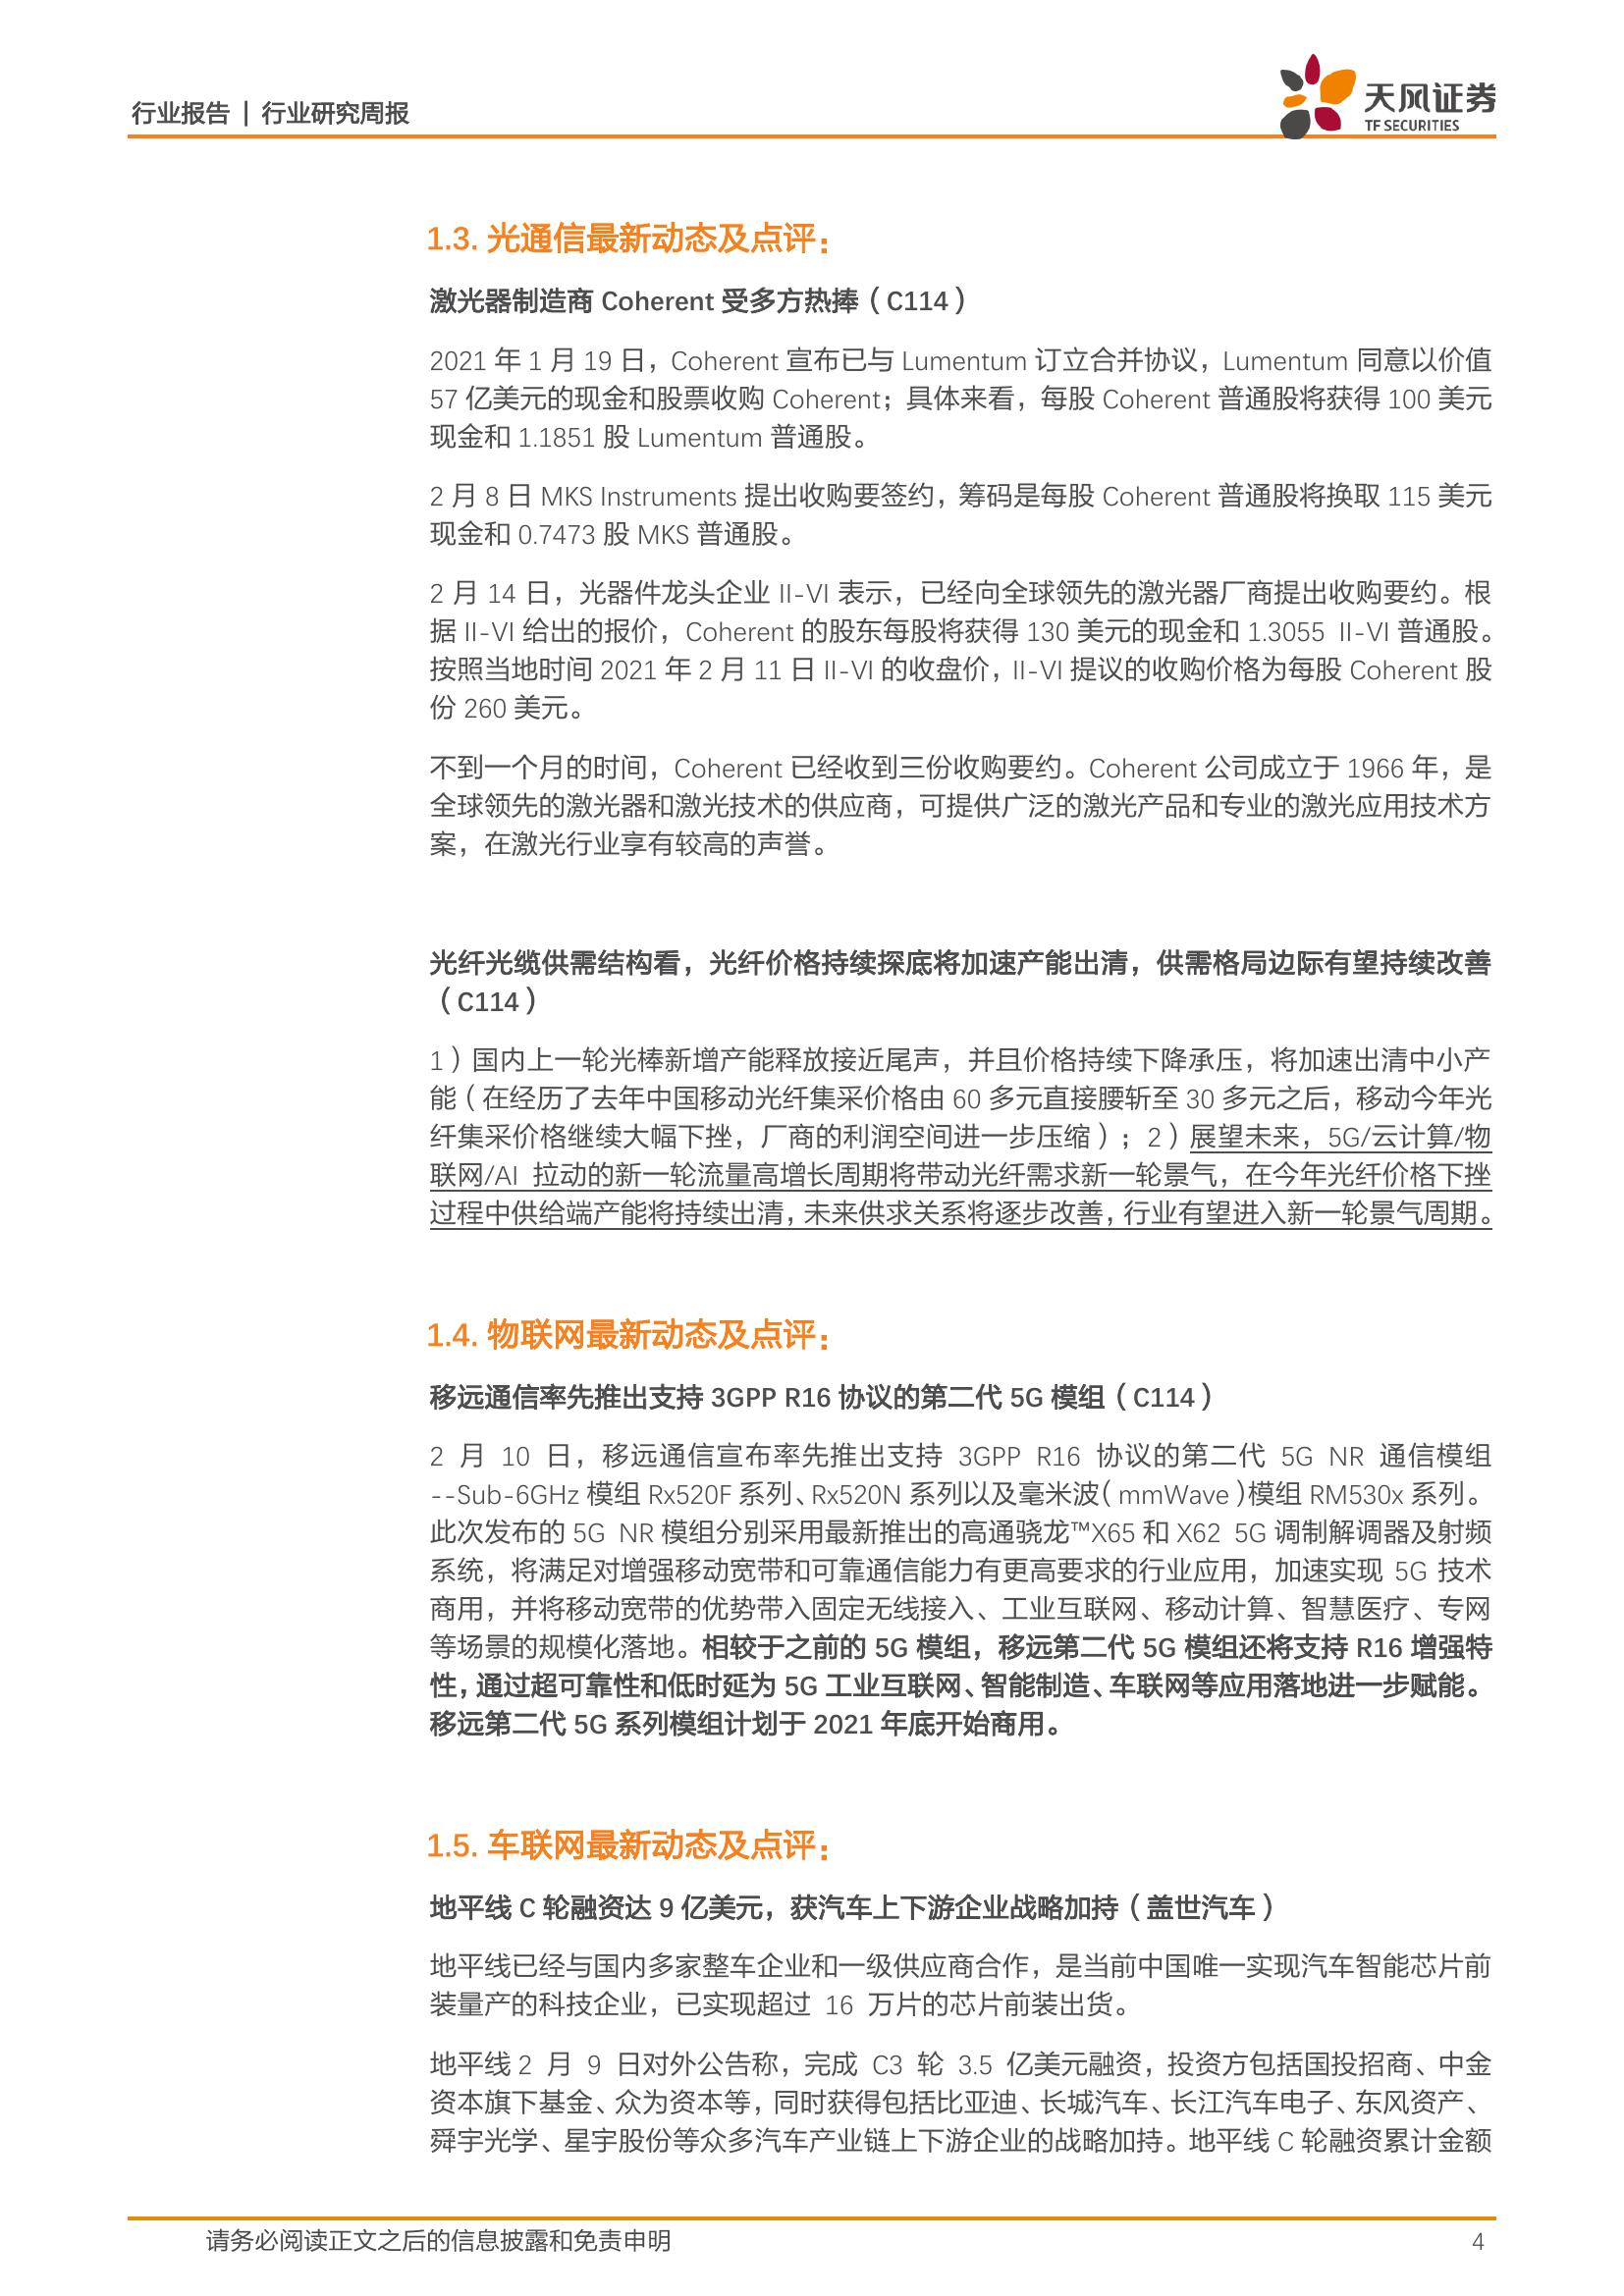 行业报告 | 行业研究周报
天风证券
TF SECURITIES
1.3. 光通信最新动态及点评：
激光器制造商 Coherent 受多方热捧（C114）
2021 年 1 月 19 日，Coherent 宣布已与 Lumentum 订立合并协议，Lumentum 同意以价值
57 亿美元的现金和股票收购 Coherent；具体来看，每股 Coherent 普通股将获得 100 美元
现金和 1.1851 股 Lumentum 普通股。
2 月 8 日 MKS Instruments 提出收购要签约，筹码是每股 Coherent 普通股将换取 115 美元
现金和 0.7473 股 MKS 普通股。
2 月 14 日，光器件龙头企业 II-VI 表示，已经向全球领先的激光器厂商提出收购要约。根
据 II-VI 给出的报价，Coherent 的股东每股将获得 130 美元的现金和 1.3055 II-VI 普通股。
按照当地时间 2021 年 2 月 11 日 II-VI 的收盘价，II-VI 提议的收购价格为每股 Coherent 股
份 260 美元。
不到一个月的时间，Coherent 已经收到三份收购要约。Coherent 公司成立于 1966 年，是
全球领先的激光器和激光技术的供应商，可提供广泛的激光产品和专业的激光应用技术方
案，在激光行业享有较高的声誉。
光纤光缆供需结构看，光纤价格持续探底将加速产能出清，供需格局边际有望持续改善
（C114）
1）国内上一轮光棒新增产能释放接近尾声，并且价格持续下降承压，将加速出清中小产
能（在经历了去年中国移动光纤集采价格由 60 多元直接腰斩至 30 多元之后，移动今年光
纤集采价格继续大幅下挫，厂商的利润空间进一步压缩）；2）展望未来，5G/云计算/物
联网/AI 拉动的新一轮流量高增长周期将带动光纤需求新一轮景气，在今年光纤价格下挫
过程中供给端产能将持续出清，未来供求关系将逐步改善，行业有望进入新一轮景气周期。
1.4. 物联网最新动态及点评：
移远通信率先推出支持 3GPP R16 协议的第二代 5G 模组（C114）
2 月 10 日，移远通信宣布率先推出支持 3GPP R16 协议的第二代 5G NR 通信模组
--Sub-6GHz 模组 Rx520F 系列、Rx520N 系列以及毫米波（mmWave）模组 RM530x 系列。
此次发布的 5G NR 模组分别采用最新推出的高通骁龙™X65 和 X62 5G 调制解调器及射频
系统，将满足对增强移动宽带和可靠通信能力有更高要求的行业应用，加速实现 5G 技术
商用，并将移动宽带的优势带入固定无线接入、工业互联网、移动计算、智慧医疗、专网
等场景的规模化落地。相较于之前的 5G 模组，移远第二代 5G 模组还将支持 R16 增强特
性，通过超可靠性和低时延为 5G 工业互联网、智能制造、车联网等应用落地进一步赋能。
移远第二代 5G 系列模组计划于 2021 年底开始商用。
1.5. 车联网最新动态及点评：
地平线 C 轮融资达 9 亿美元，获汽车上下游企业战略加持（盖世汽车）
地平线已经与国内多家整车企业和一级供应商合作，是当前中国唯一实现汽车智能芯片前
装量产的科技企业，已实现超过 16 万片的芯片前装出货。
地平线 2 月 9 日对外公告称，完成 C3 轮 3.5 亿美元融资，投资方包括国投招商、中金
资本旗下基金、众为资本等，同时获得包括比亚迪、长城汽车、长江汽车电子、东风资产、
舜宇光学、星宇股份等众多汽车产业链上下游企业的战略加持。地平线 C 轮融资累计金额
请务必阅读正文之后的信息披露和免责申明
4